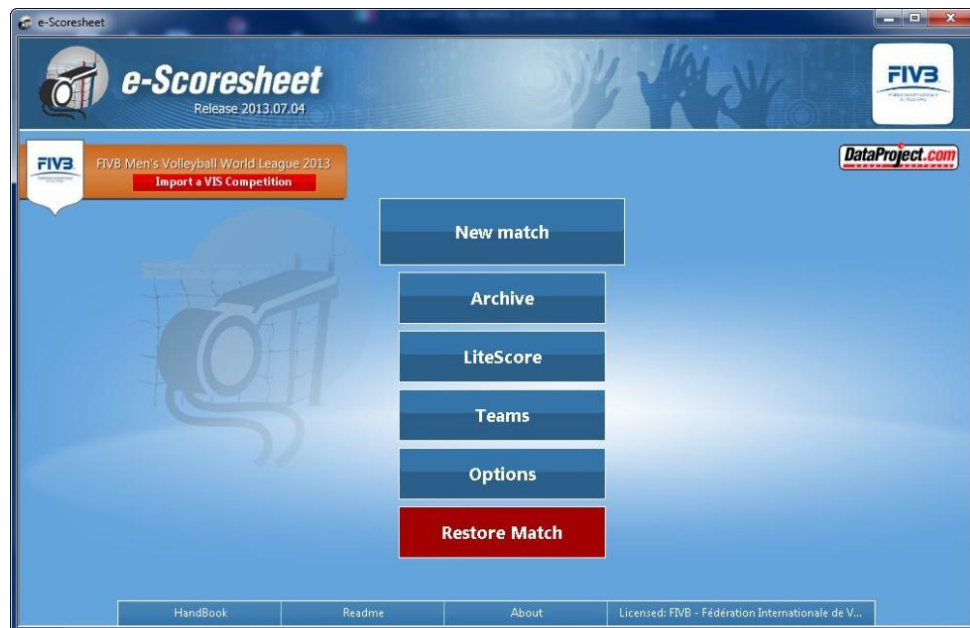 e-Scoresheet
e-Scoresheet
Release 2013.07.04
FIVB
FIVB
FIVB Men's Volleyball World League 2013
Import a VIS Competition
DataProject.com
New match
Archive
LiteScore
Teams
Options
Restore Match
HandBook
Readme
About
Licensed: FIVB - Fédération Internationale de V...